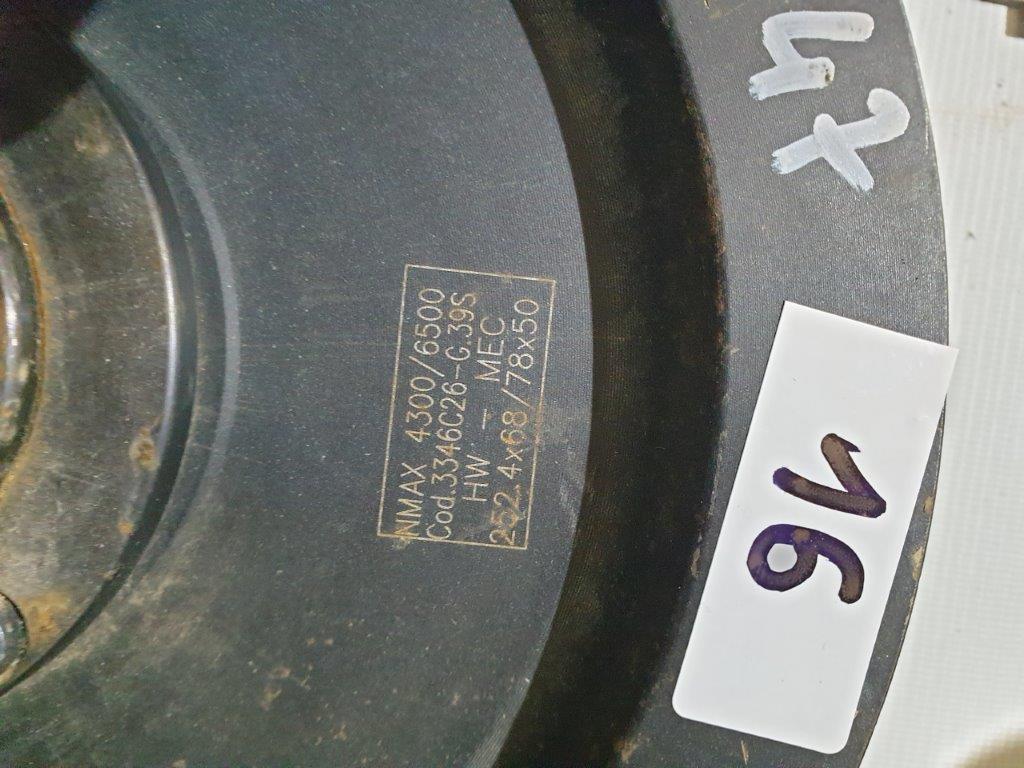 47
NMAX 4300/6500
Cod.3346C26-G.39S
HW - MEC
252.4x68/78x50
16